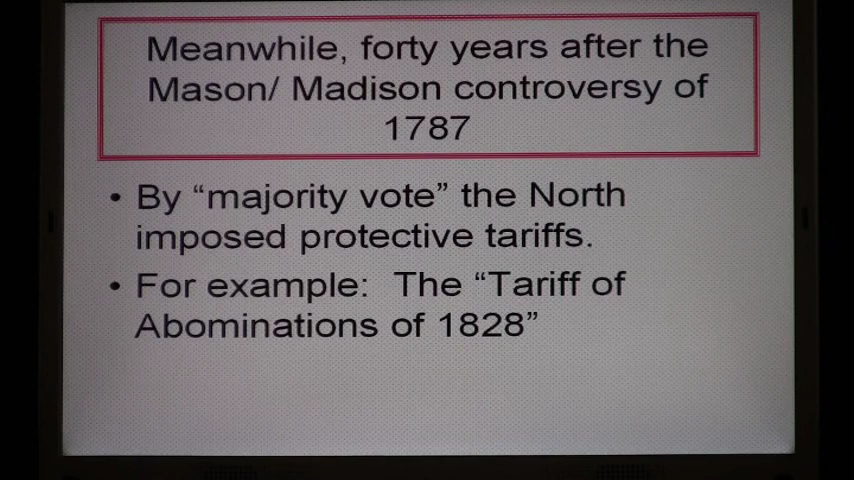 Meanwhile, forty years after the
Mason/ Madison controversy of
1787
• By “majority vote” the North
imposed protective tariffs.
• For example:  The “Tariff of
Abominations of 1828”